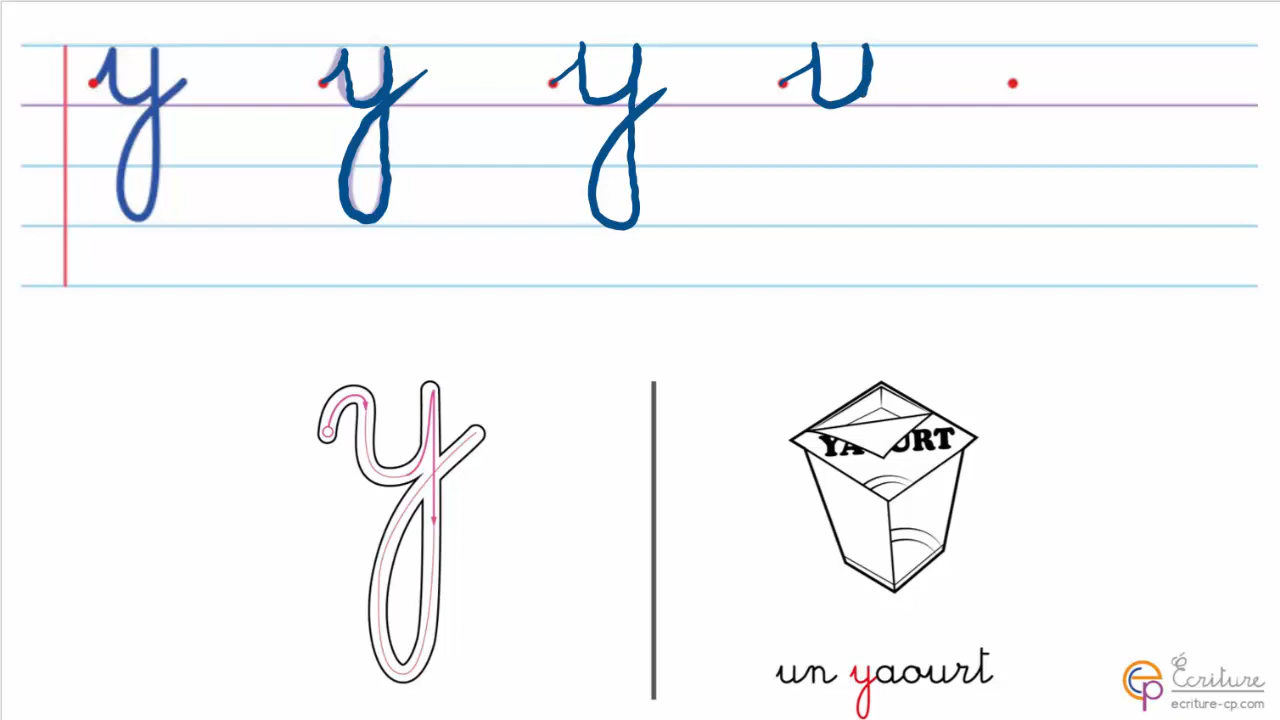 y y y
y
YAOURT
un yaourt
Écriture
ecriture-cp.com